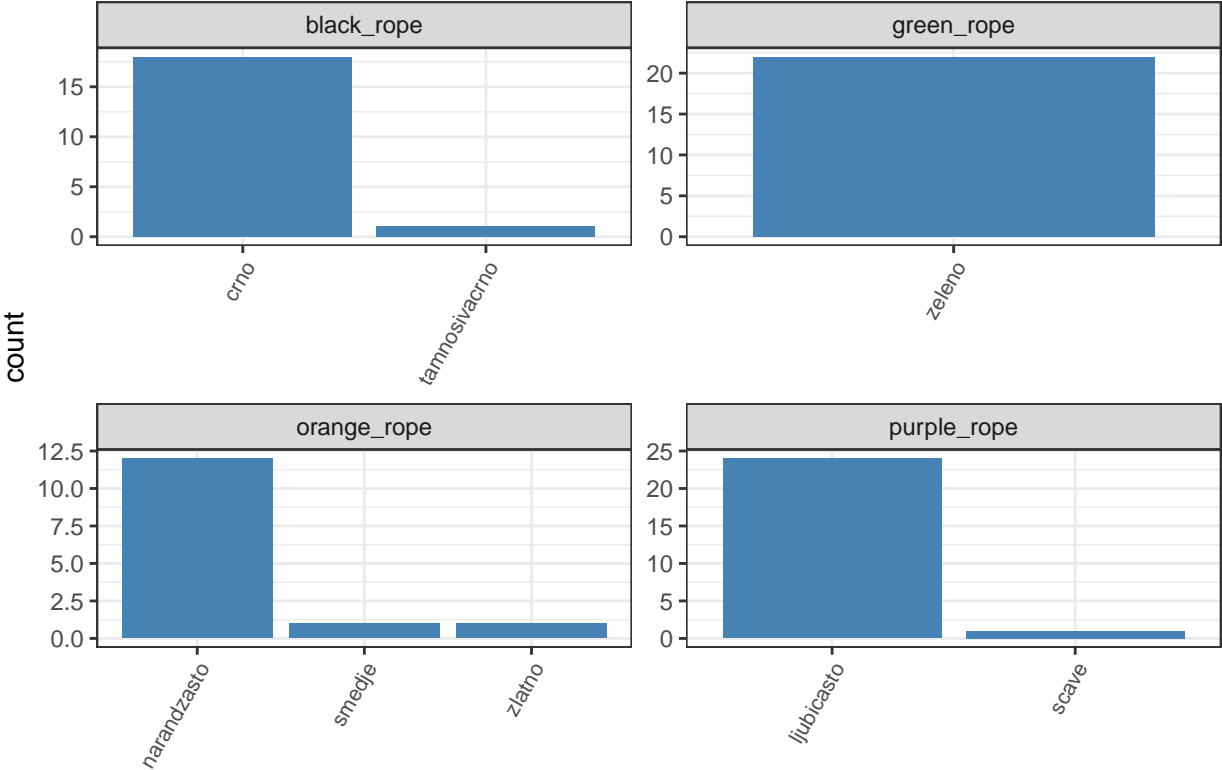 count
black_rope
15
10
5
0
crno
tamnosivacrno
green_rope
20
15
10
5
0
zeleno
orange_rope
12.5
10.0
7.5
5.0
2.5
0.0
narandzasto
smedje
zlatno
purple_rope
25
20
15
10
5
0
ljubicasto
scave